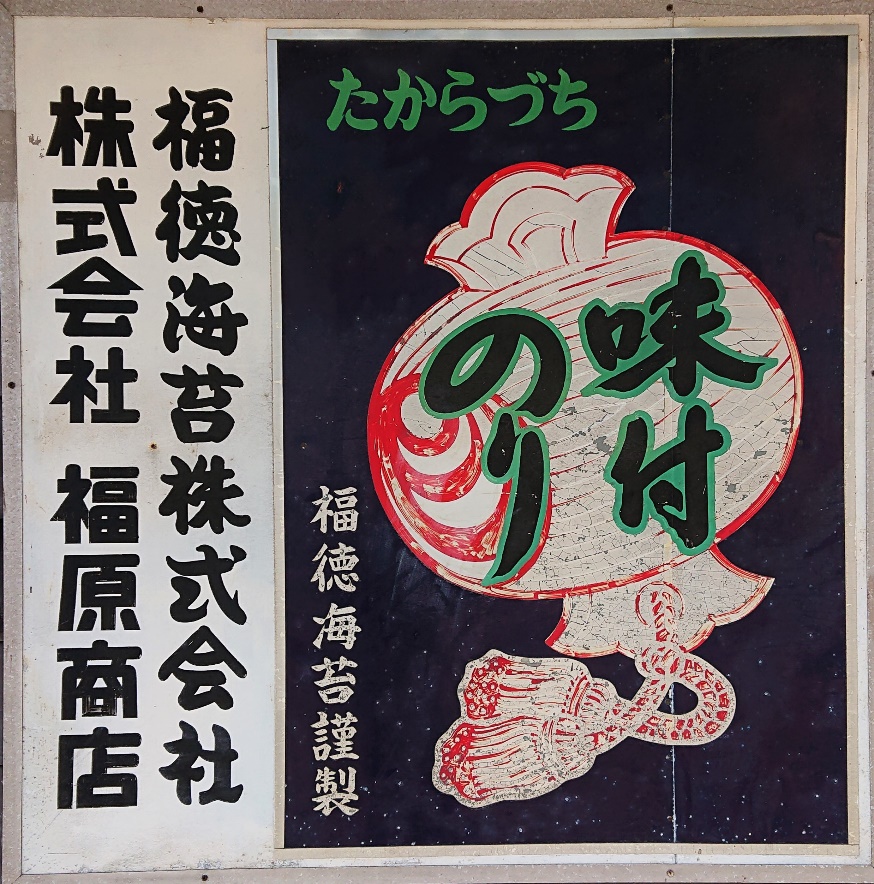 たからづち
味付
のり
福徳海苔謹製
福徳海苔株式会社
株式会社 福原商店